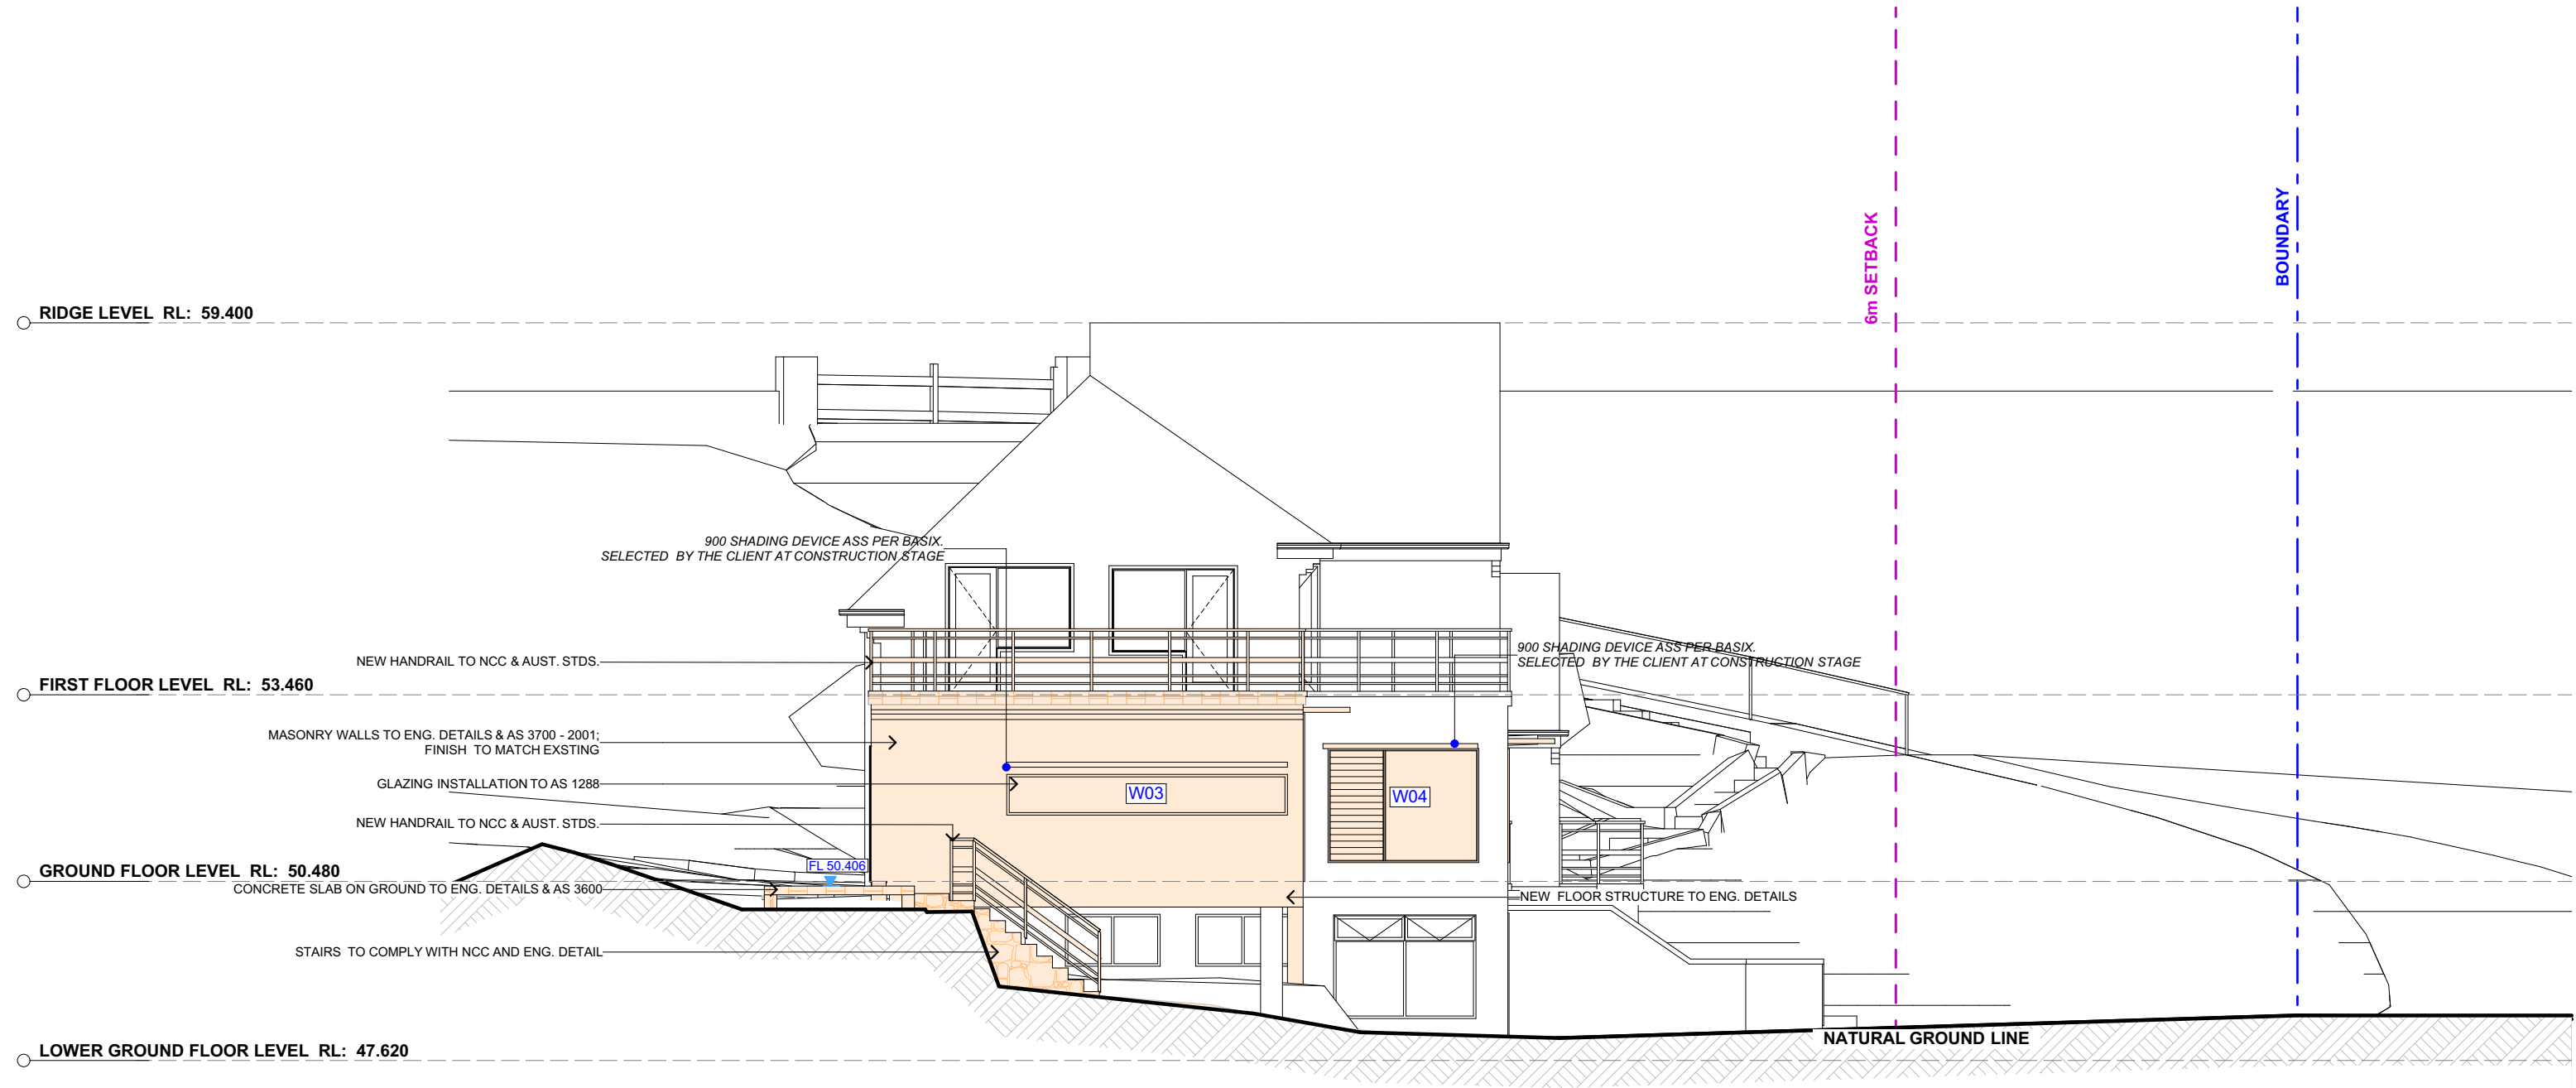 6m SETBACK
BOUNDARY
RIDGE LEVEL RL: 59.400
900 SHADING DEVICE ASS PER BASIX.
SELECTED BY THE CLIENT AT CONSTRUCTION STAGE
900 SHADING DEVICE ASS PER BASIX.
SELECTED BY THE CLIENT AT CONSTRUCTION STAGE
NEW HANDRAIL TO NCC & AUST. STDS.
FIRST FLOOR LEVEL RL: 53.460
MASONRY WALLS TO ENG. DETAILS & AS 3700 - 2001;
FINISH TO MATCH EXSTING
GLAZING INSTALLATION TO AS 1288
W03
W04
NEW HANDRAIL TO NCC & AUST. STDS.
FL 50.406
GROUND FLOOR LEVEL RL: 50.480
CONCRETE SLAB ON GROUND TO ENG. DETAILS & AS 3600
NEW FLOOR STRUCTURE TO ENG. DETAILS
STAIRS TO COMPLY WITH NCC AND ENG. DETAIL
NATURAL GROUND LINE
LOWER GROUND FLOOR LEVEL RL: 47.620